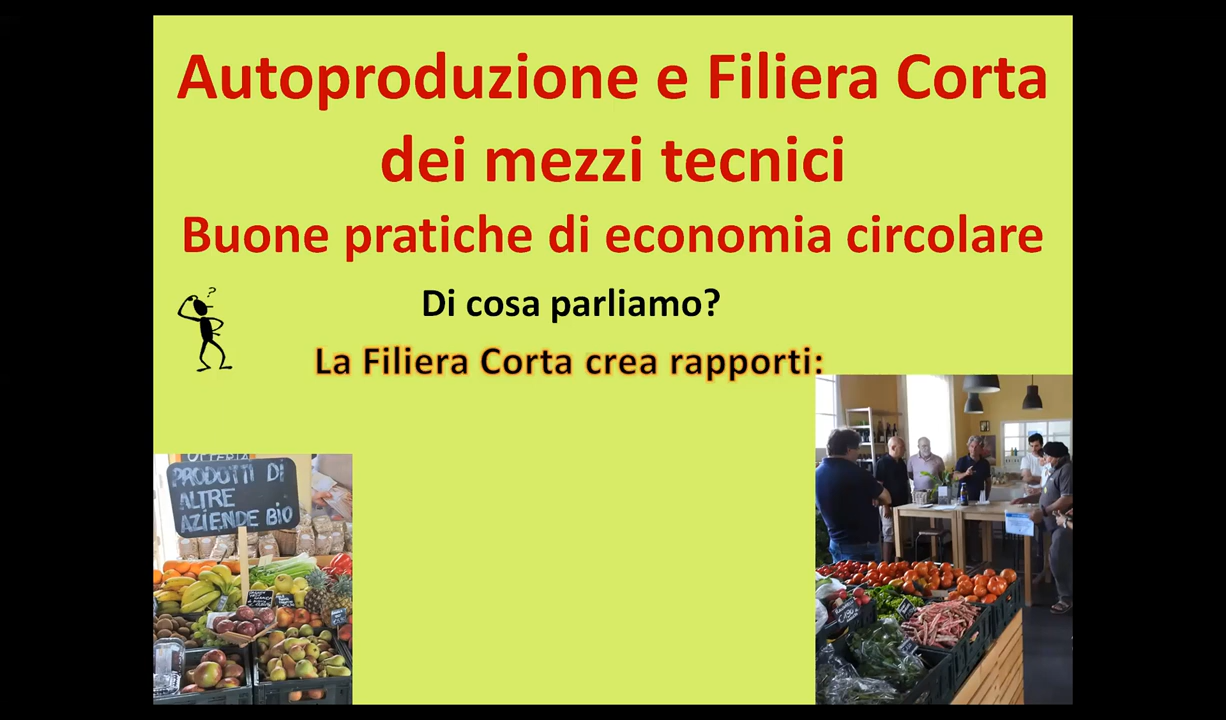 Autoproduzione e Filiera Corta
dei mezzi tecnici
Buone pratiche di economia circolare
?
Di cosa parliamo?
La Filiera Corta crea rapporti:
OFFERTA
PRODOTTI DI
ALTRE
AZIENDE BIO